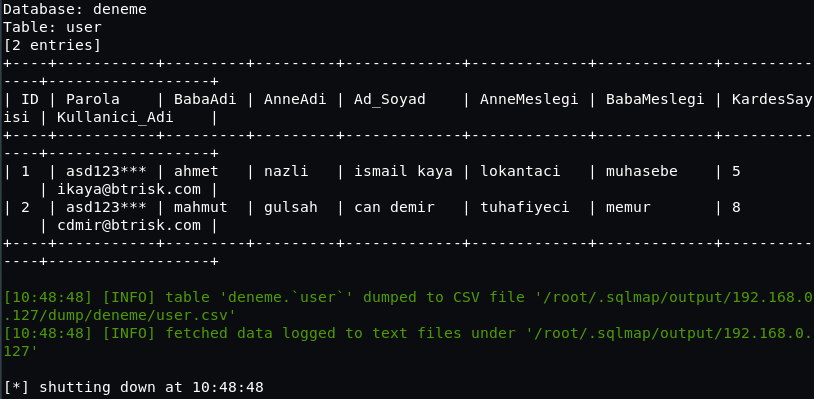 Database: deneme
Table: user
[2 entries]
+----+-----------+---------+---------+-------------+-------------+-------------+----------
----+------------------+
| ID | Parola    | BabaAdi | AnneAdi | Ad_Soyad    | AnneMeslegi | BabaMeslegi | KardesSay
isi | Kullanici_Adi    |
+----+-----------+---------+---------+-------------+-------------+-------------+----------
----+------------------+
| 1  | asd123*** | ahmet   | nazli   | ismail kaya | lokantaci   | muhasebe    | 5
    | ikaya@btrisk.com |
| 2  | asd123*** | mahmut  | gulsah  | can demir   | tuhafiyeci  | memur       | 8
    | cdmir@btrisk.com |
+----+-----------+---------+---------+-------------+-------------+-------------+----------
----+------------------+
[10:48:48] [INFO] table 'deneme.`user`' dumped to CSV file '/root/.sqlmap/output/192.168.0
.127/dump/deneme/user.csv'
[10:48:48] [INFO] fetched data logged to text files under '/root/.sqlmap/output/192.168.0.
127'
[*] shutting down at 10:48:48